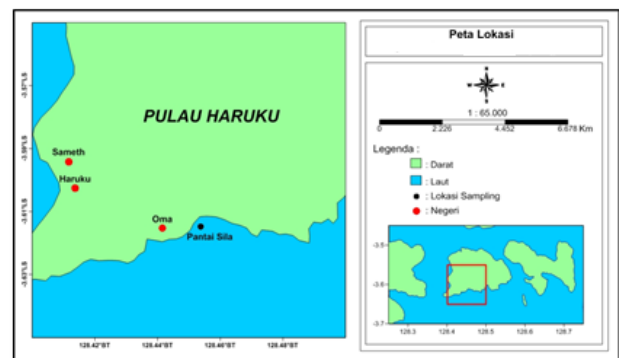 Peta Lokasi
PULAU HARUKU
Sameth
Haruku
Oma
Pantai Sila
-3.57°LS
-3.59°LS
-3.61°LS
-3.63°LS
128.42°BT
128.44°BT
128.46°BT
128.48°BT
1 : 65.000
0 2.226 4.452 6.678 Km
Legenda :
: Darat
: Laut
: Lokasi Sampling
: Negeri
-3.5
-3.6
-3.7
128.3 128.4 128.5 128.6 128.7